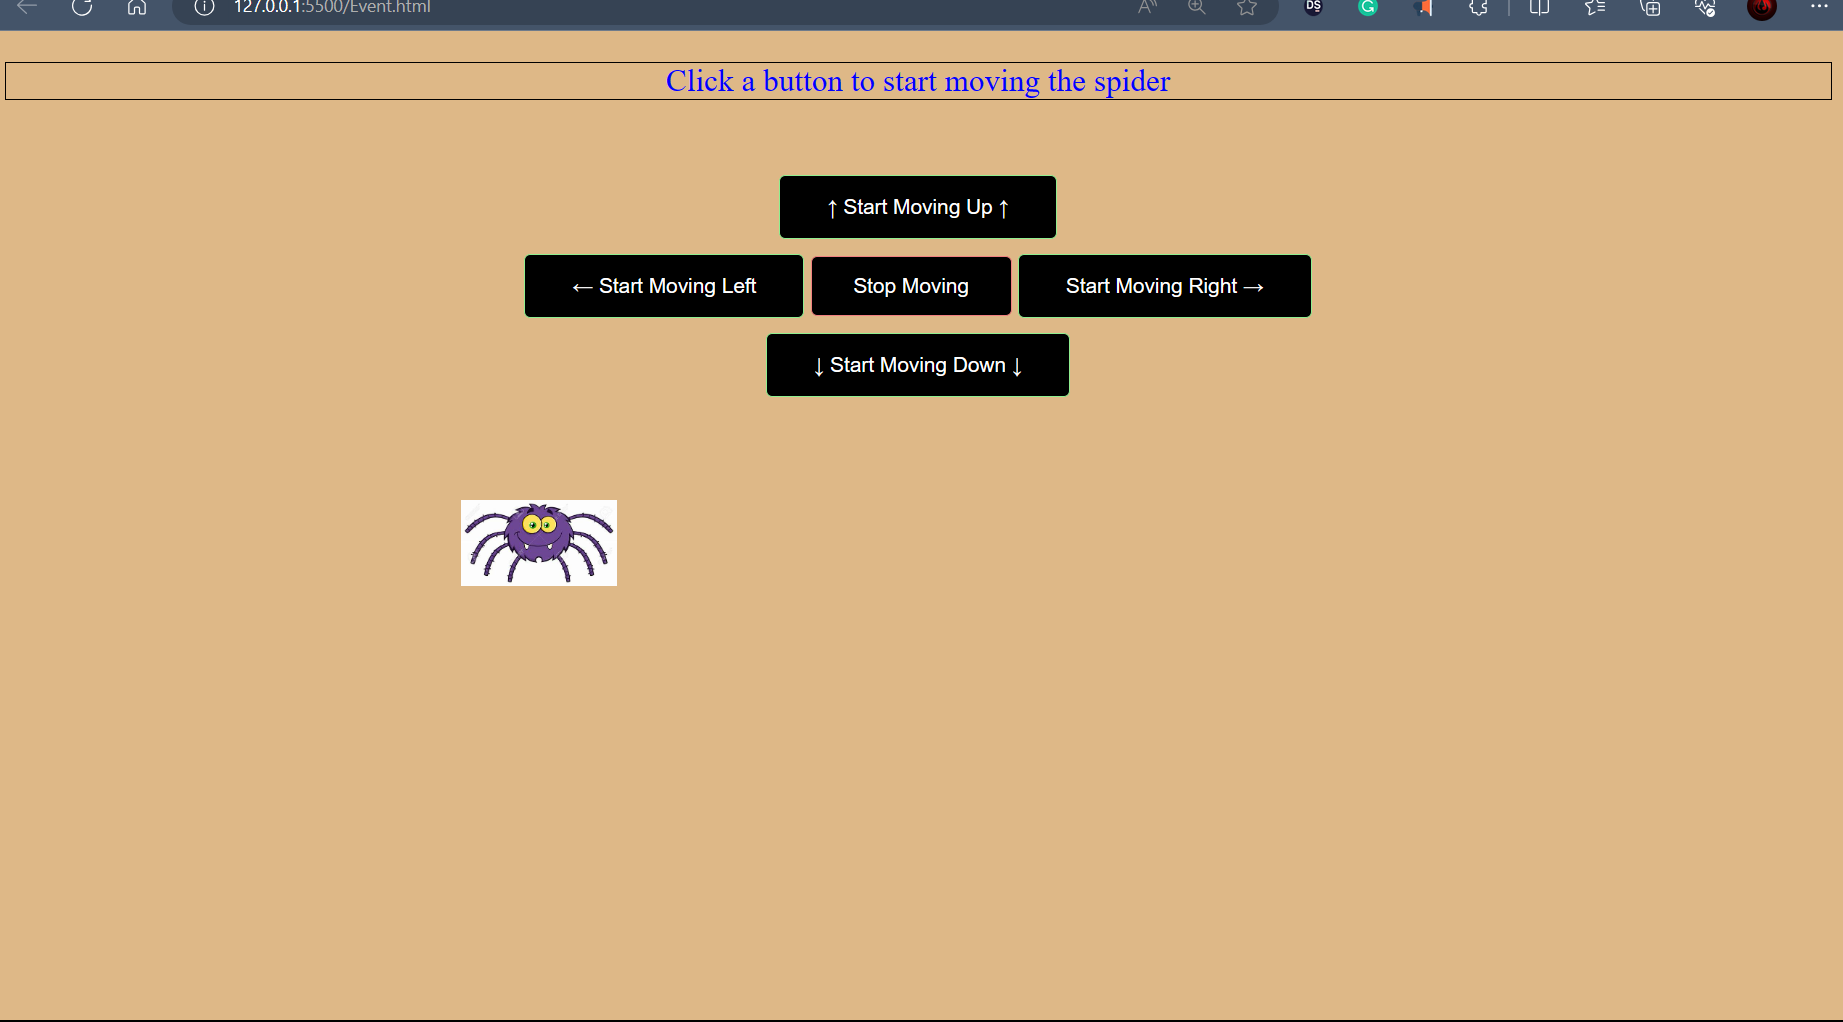 127.0.0.1:5500/Event.html
A
DS
G
Click a button to start moving the spider
↑ Start Moving Up ↑
← Start Moving Left
Stop Moving
Start Moving Right →
↓ Start Moving Down ↓